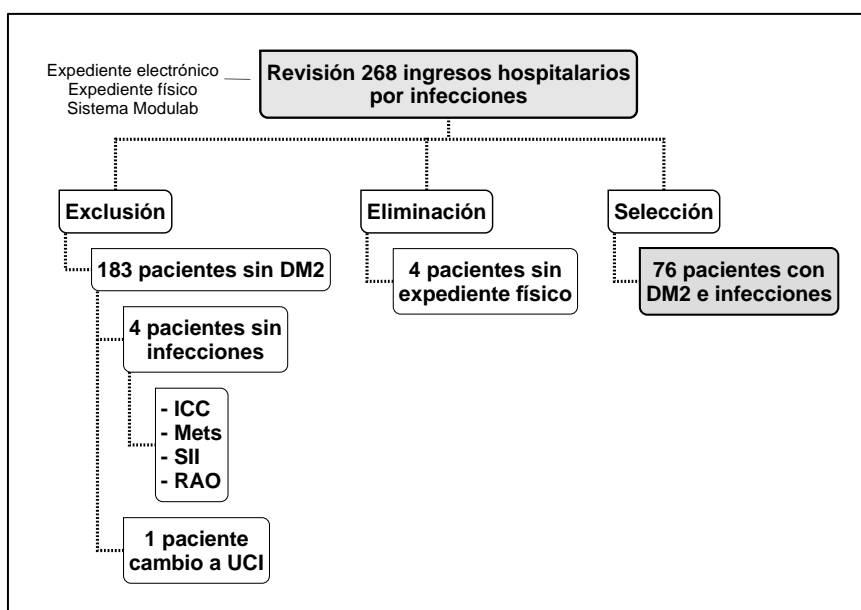 Expediente electrónico
Expediente físico
Sistema Modulab
Revisión 268 ingresos hospitalarios
por infecciones
Exclusión
Eliminación
Selección
183 pacientes sin DM2
4 pacientes sin
expediente físico
76 pacientes con
DM2 e infecciones
4 pacientes sin
infecciones
- ICC
- Mets
- SII
- RAO
1 paciente
cambio a UCI